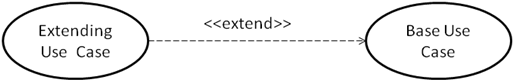 Extending
Use Case
<<extend>>
Base Use
Case